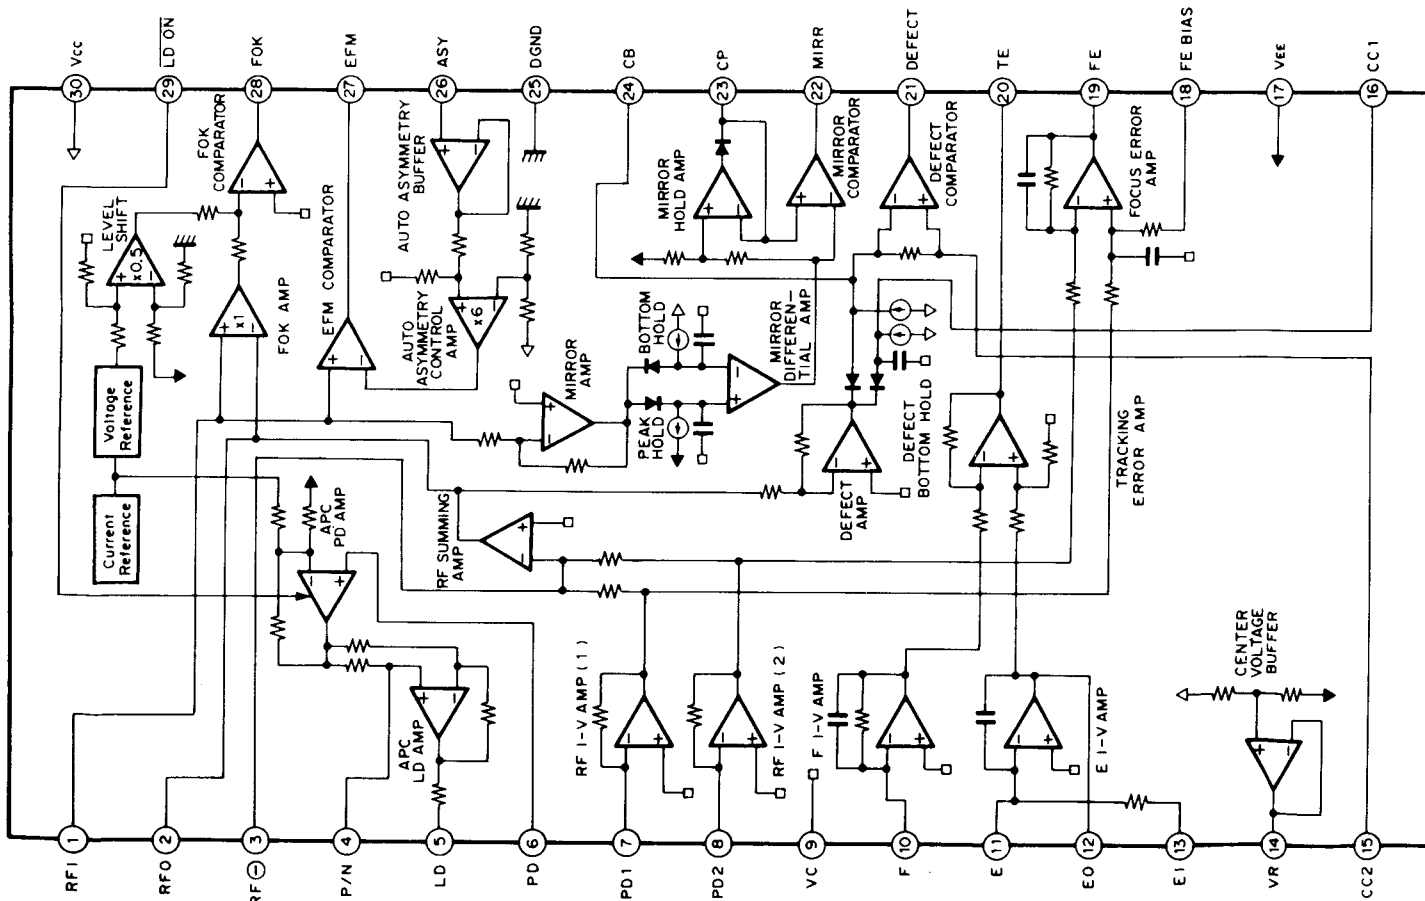 30 Vcc
29 LD ON
28 FOK
27 EFM
26 ASY
25 DGND
24 CB
23 CP
22 MIRR
21 DEFECT
20 TE
19 FE
18 FE BIAS
17 VEE
16 CC1
FOK
COMPARATOR
LEVEL
SHIFT
x0.5
FOK AMP
x1
EFM COMPARATOR
AUTO ASYMMETRY
BUFFER
AUTO
ASYMMETRY
CONTROL
AMP
x6
MIRROR
HOLD AMP
MIRROR
COMPARATOR
DEFECT
COMPARATOR
FOCUS ERROR
AMP
Voltage
Reference
Current
Reference
MIRROR
AMP
BOTTOM
HOLD
PEAK
HOLD
MIRROR
DIFFEREN-
TIAL AMP
DEFECT
BOTTOM HOLD
DEFECT
AMP
TRACKING
ERROR AMP
APC
PD AMP
RF SUMMING
AMP
APC
LD AMP
RF I-V AMP (1)
RF I-V AMP (2)
F I-V AMP
E I-V AMP
CENTER
VOLTAGE
BUFFER
RFI 1
RFO 2
RF⊖ 3
P/N 4
LD 5
PD 6
PD1 7
PD2 8
VC 9
F 10
E 11
EO 12
EI 13
VR 14
CC2 15